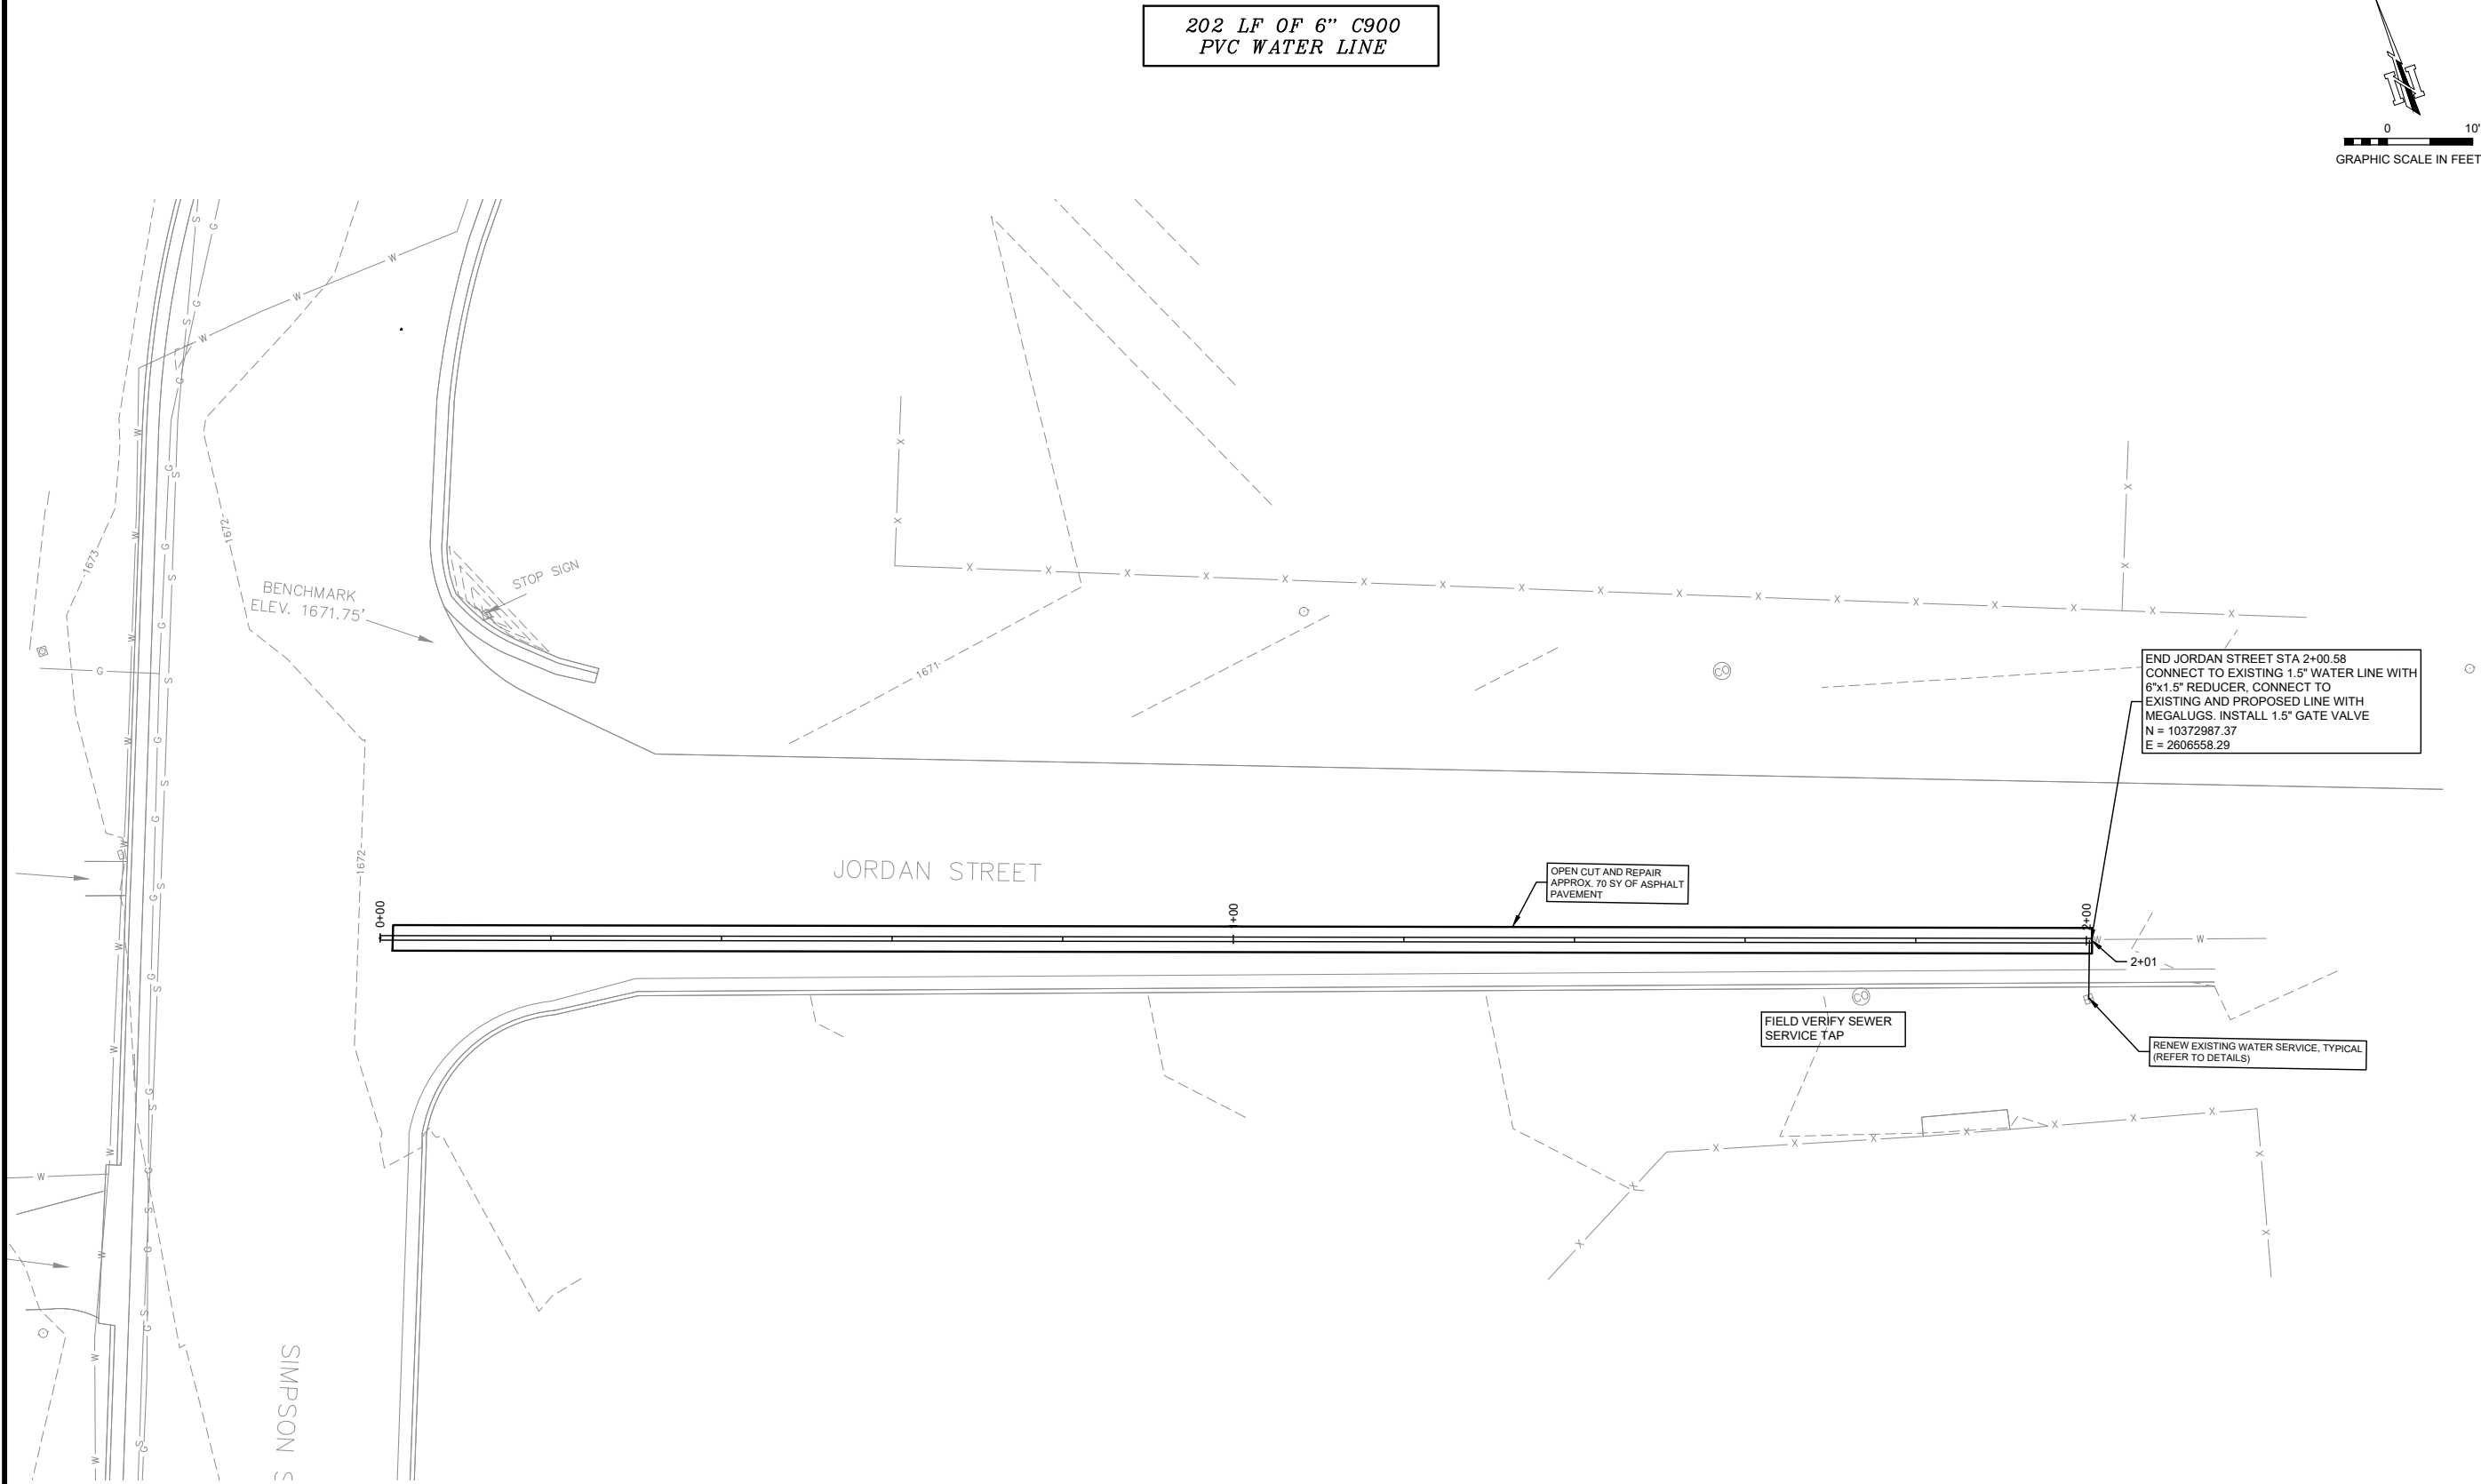 202 LF OF 6” C900
PVC WATER LINE
N
0 10'
GRAPHIC SCALE IN FEET
S
G
W
W
W
S
G
S
G
G
W
G
S
W
G
S
1672
1673
STOP SIGN
BENCHMARK
ELEV. 1671.75'
X
X
X
X
X X X X X X X X X X X X X X X X X
G
1671
CO
END JORDAN STREET STA 2+00.58
CONNECT TO EXISTING 1.5" WATER LINE WITH
6"x1.5" REDUCER, CONNECT TO
EXISTING AND PROPOSED LINE WITH
MEGALUGS. INSTALL 1.5" GATE VALVE
N = 10372987.37
E = 2606558.29
1672
JORDAN STREET
OPEN CUT AND REPAIR
APPROX. 70 SY OF ASPHALT
PAVEMENT
0+00
1+00
2+00
W W
2+01
CO
FIELD VERIFY SEWER
SERVICE TAP
RENEW EXISTING WATER SERVICE, TYPICAL
(REFER TO DETAILS)
X X X X X X X
X
X
X
X
W
SIMPSON S